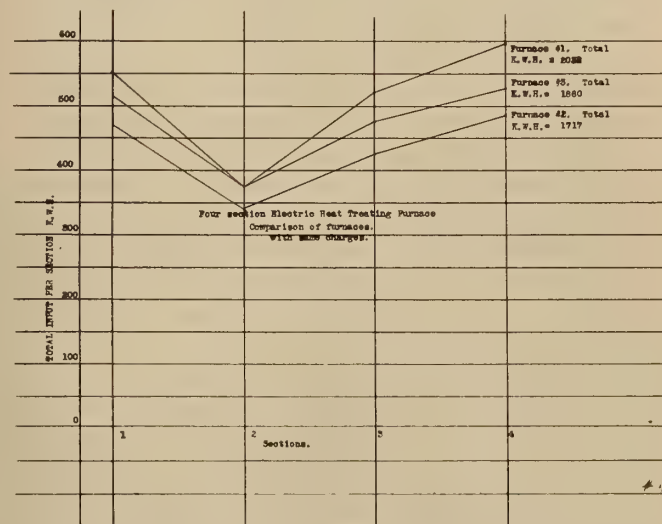 600
Furnace #1. Total
K.W.H. =
Furnace #3. Total
K.W.H.= 1880
500
Furnace #2. Total
K.W.H.= 1717
400
Four section Electric Heat Treating Furnace
Comparison of furnaces.
with same charges.
300
200
100
0
TOTAL INPUT PER SECTION K.W.H.
1 2 3 4
Sections.